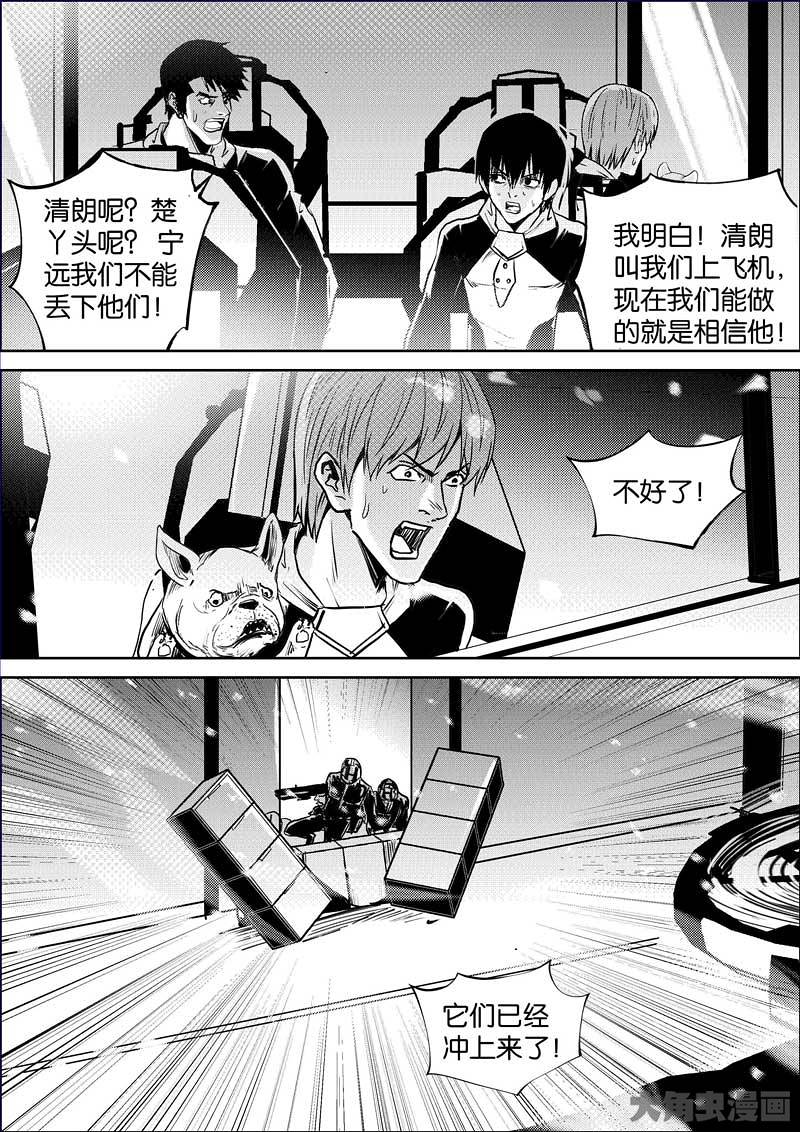 清朗呢？楚
丫头呢？宁
远我们不能
丢下他们！
我明白！清朗
叫我们上飞机，
现在我们能做
的就是相信他！
不好了！
它们已经
冲上来了！
大角虫漫画